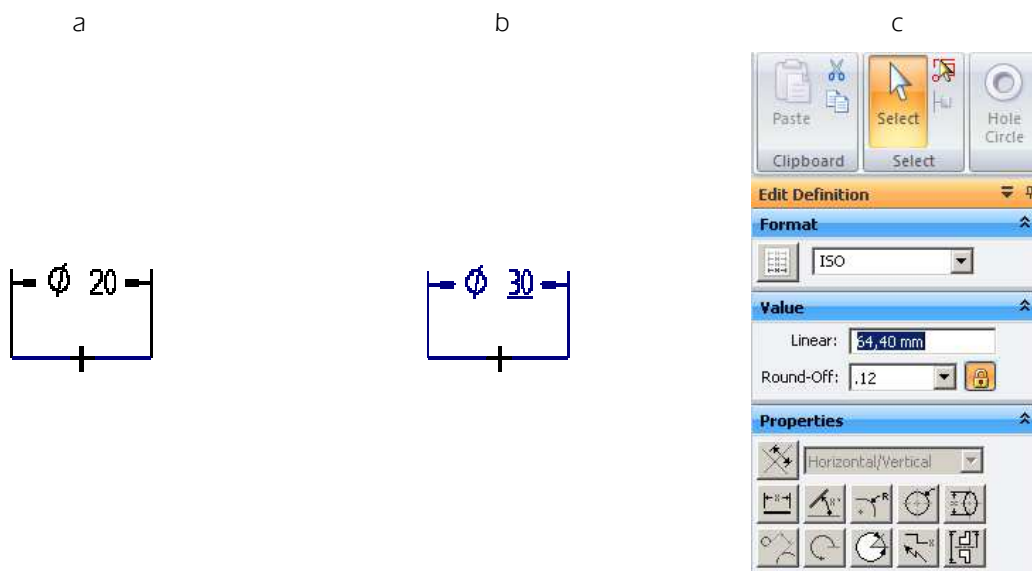 a
b
c
Paste
Select
Hole
Circle
Clipboard
Select
Edit Definition
Format
ISO
Value
Linear: 64,40 mm
Round-Off: .12
Properties
Horizontal/Vertical
Ø 20
Ø 30